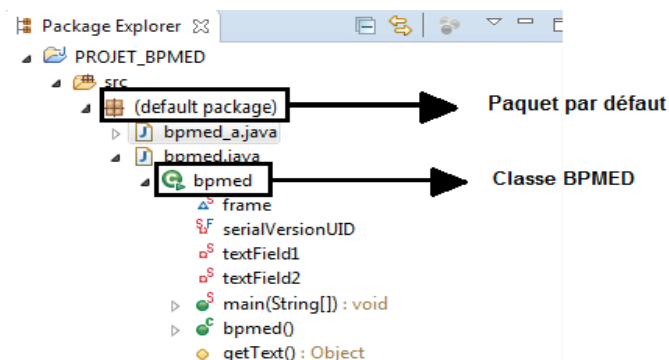 Package Explorer
PROJET_BPMED
src
(default package)
Paquet par défaut
bpmed_a.java
bpmed.java
bpmed
Classe BPMED
frame
serialVersionUID
textField1
textField2
main(String[]) : void
bpmed()
getText() : Object